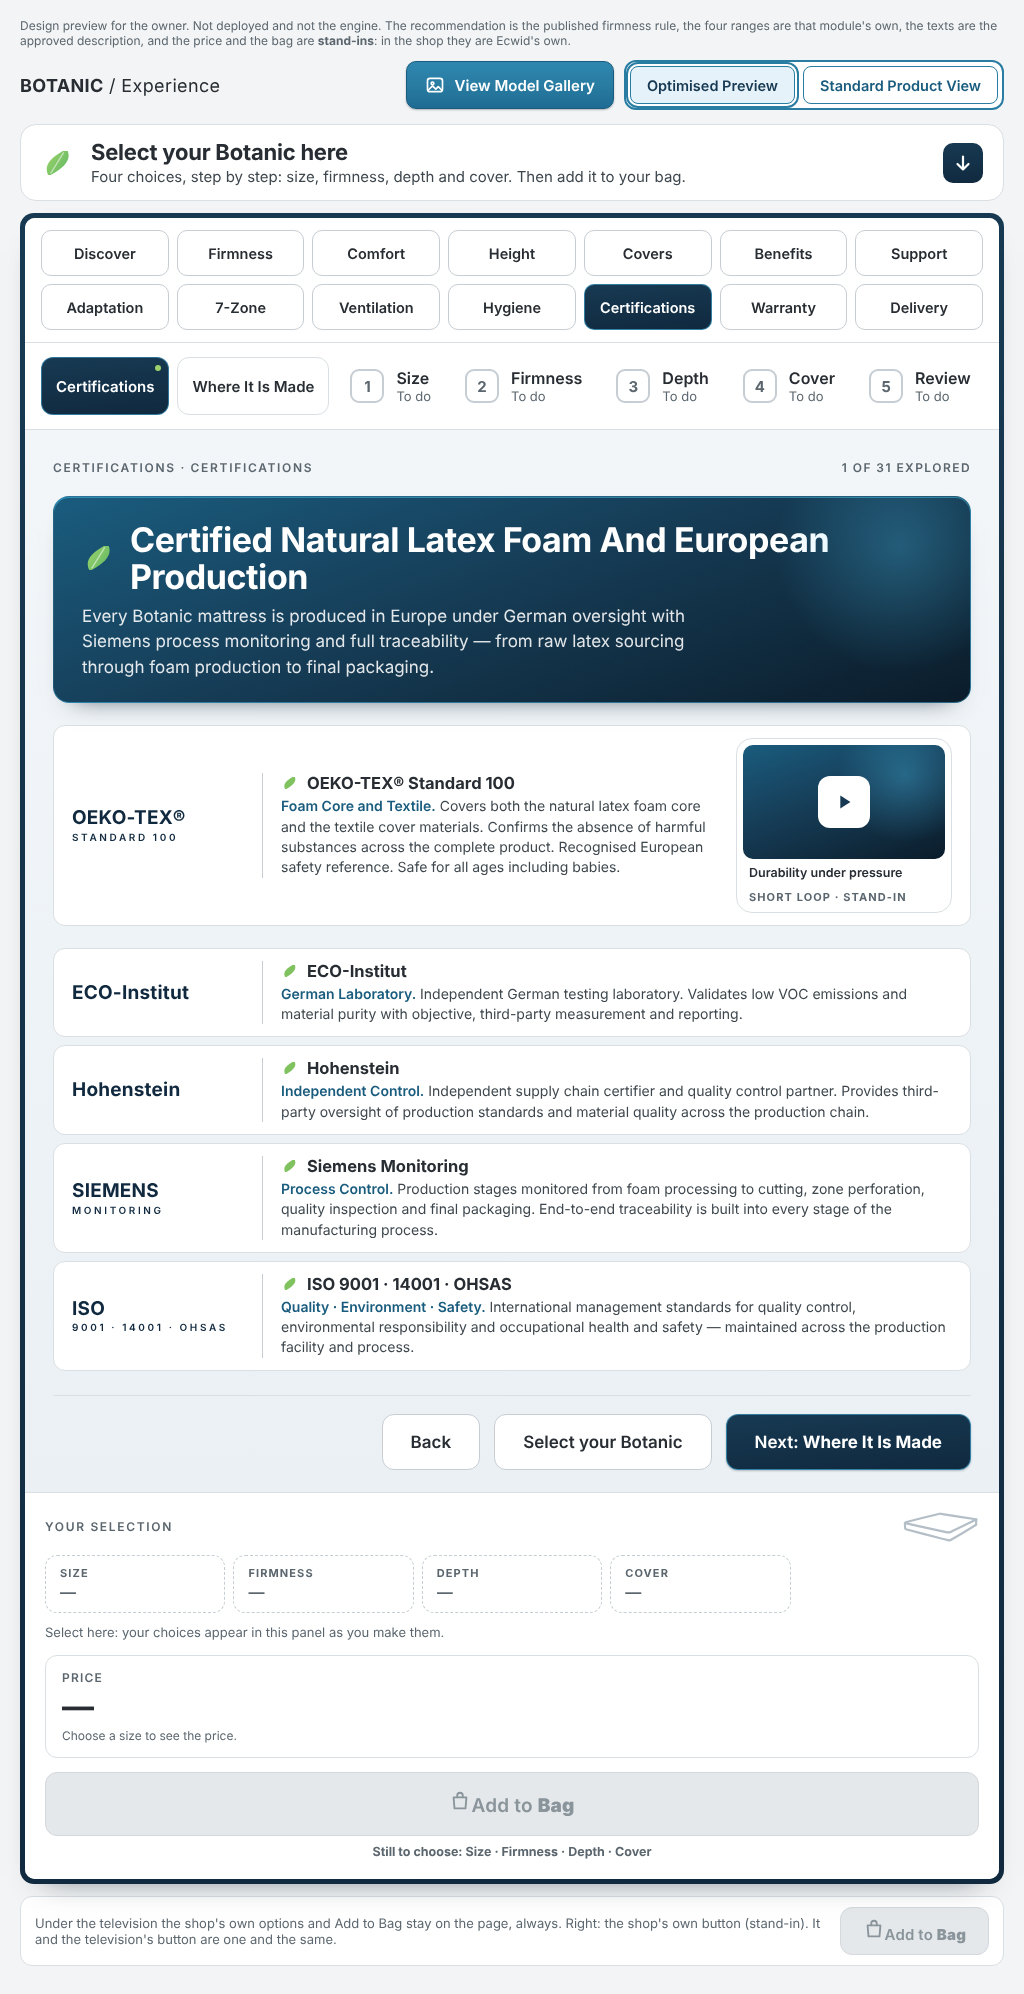 Design preview for the owner. Not deployed and not the engine. The recommendation is the published firmness rule, the four ranges are that module's own, the texts are the
approved description, and the price and the bag are stand-ins: in the shop they are Ecwid's own.
BOTANIC / Experience
View Model Gallery
Optimised Preview
Standard Product View
Select your Botanic here
Four choices, step by step: size, firmness, depth and cover. Then add it to your bag.
Discover
Firmness
Comfort
Height
Covers
Benefits
Support
Adaptation
7-Zone
Ventilation
Hygiene
Certifications
Warranty
Delivery
Certifications
Where It Is Made
1
Size
To do
2
Firmness
To do
3
Depth
To do
4
Cover
To do
5
Review
To do
CERTIFICATIONS · CERTIFICATIONS
1 OF 31 EXPLORED
Certified Natural Latex Foam And European
Production
Every Botanic mattress is produced in Europe under German oversight with
Siemens process monitoring and full traceability — from raw latex sourcing
through foam production to final packaging.
OEKO-TEX®
STANDARD 100
OEKO-TEX® Standard 100
Foam Core and Textile. Covers both the natural latex foam core
and the textile cover materials. Confirms the absence of harmful
substances across the complete product. Recognised European
safety reference. Safe for all ages including babies.
Durability under pressure
SHORT LOOP · STAND-IN
ECO-Institut
ECO-Institut
German Laboratory. Independent German testing laboratory. Validates low VOC emissions and
material purity with objective, third-party measurement and reporting.
Hohenstein
Hohenstein
Independent Control. Independent supply chain certifier and quality control partner. Provides third-
party oversight of production standards and material quality across the production chain.
SIEMENS
MONITORING
Siemens Monitoring
Process Control. Production stages monitored from foam processing to cutting, zone perforation,
quality inspection and final packaging. End-to-end traceability is built into every stage of the
manufacturing process.
ISO
9001 · 14001 · OHSAS
ISO 9001 · 14001 · OHSAS
Quality · Environment · Safety. International management standards for quality control,
environmental responsibility and occupational health and safety — maintained across the production
facility and process.
Back
Select your Botanic
Next: Where It Is Made
YOUR SELECTION
SIZE
—
FIRMNESS
—
DEPTH
—
COVER
—
Select here: your choices appear in this panel as you make them.
PRICE
—
Choose a size to see the price.
Add to Bag
Still to choose: Size · Firmness · Depth · Cover
Under the television the shop's own options and Add to Bag stay on the page, always. Right: the shop's own button (stand-in). It
and the television's button are one and the same.
Add to Bag